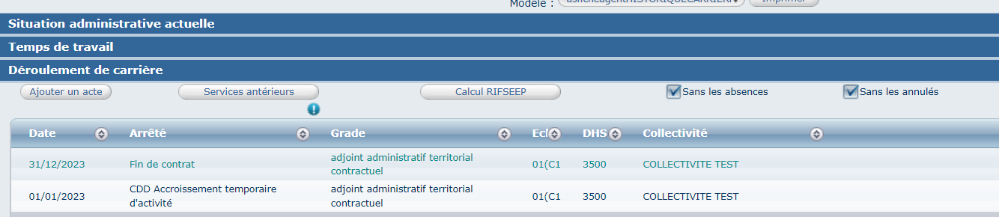 Modèle :
Situation administrative actuelle
Temps de travail
Déroulement de carrière
Ajouter un acte Services antérieurs Calcul RIFSEEP Sans les absences Sans les annulés
Date Arrêté Grade Ecl DHS Collectivité
31/12/2023 Fin de contrat adjoint administratif territorial 01(C1 3500 COLLECTIVITE TEST
contractuel
01/01/2023 CDD Accroissement temporaire adjoint administratif territorial 01(C1 3500 COLLECTIVITE TEST
d'activité contractuel